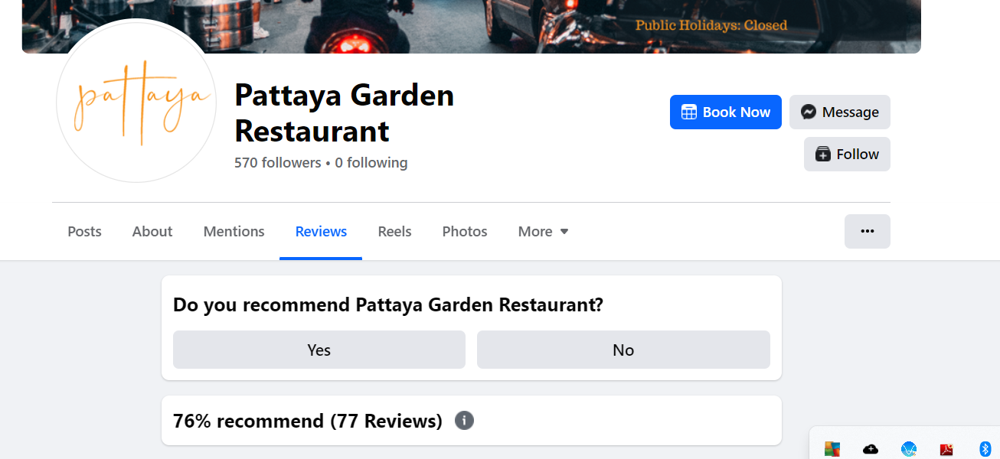 Public Holidays: Closed
pattaya
Pattaya Garden
Restaurant
570 followers • 0 following
Book Now
Message
Follow
Posts About Mentions Reviews Reels Photos More
Do you recommend Pattaya Garden Restaurant?
Yes No
76% recommend (77 Reviews)